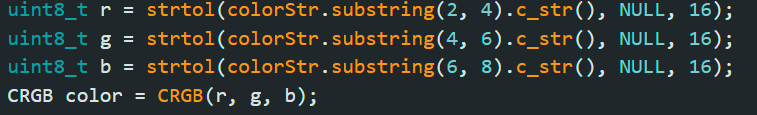 uint8_t r = strtol(colorStr.substring(2, 4).c_str(), NULL, 16);
uint8_t g = strtol(colorStr.substring(4, 6).c_str(), NULL, 16);
uint8_t b = strtol(colorStr.substring(6, 8).c_str(), NULL, 16);
CRGB color = CRGB(r, g, b);